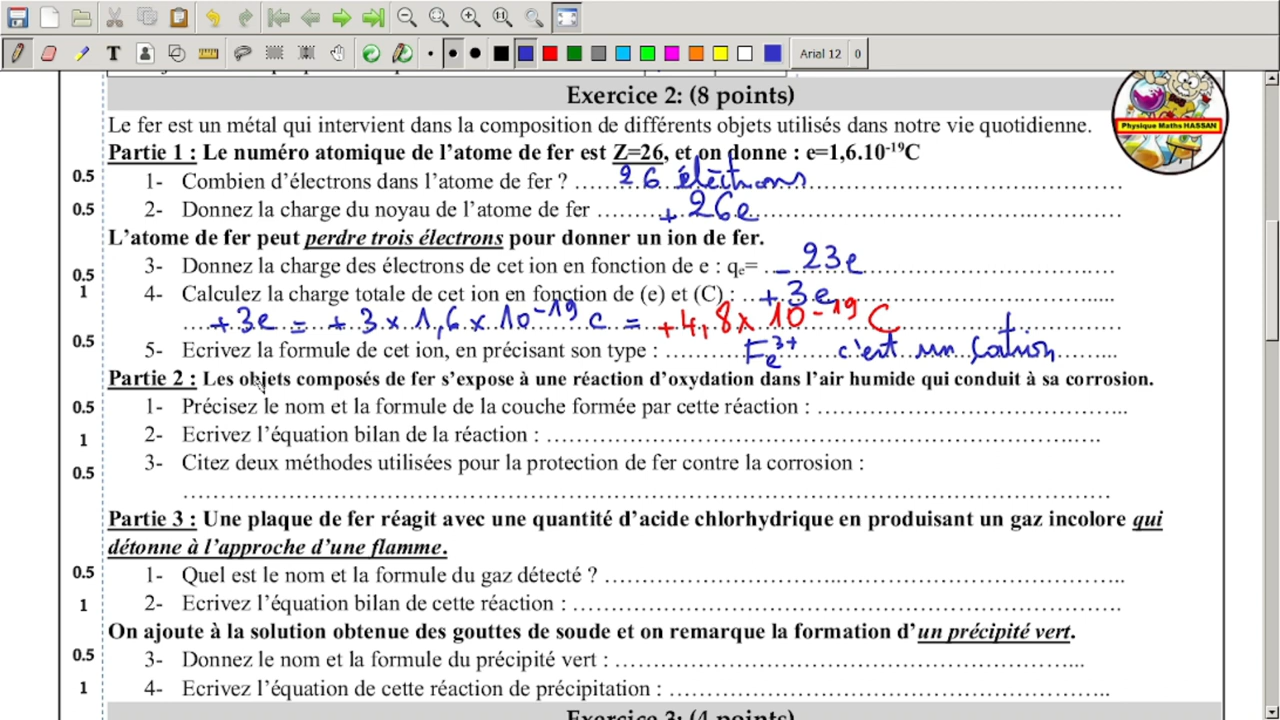 Arial 12 0
Exercice 2: (8 points)
Physique Maths HASSAN
Le fer est un métal qui intervient dans la composition de différents objets utilisés dans notre vie quotidienne.
Partie 1 : Le numéro atomique de l'atome de fer est Z=26, et on donne : e=1,6.10⁻¹⁹C
0.5 1- Combien d'électrons dans l'atome de fer ? ... 26 éléctrons
0.5 2- Donnez la charge du noyau de l'atome de fer ... + 26e
L'atome de fer peut perdre trois électrons pour donner un ion de fer.
0.5 3- Donnez la charge des électrons de cet ion en fonction de e : qe= ... - 23e
1 4- Calculez la charge totale de cet ion en fonction de (e) et (C) : ... + 3e
+3e = +3 x 1,6 x 10⁻¹⁹ C = +4,8 x 10⁻¹⁹ C
0.5 5- Ecrivez la formule de cet ion, en précisant son type : ... Fe³⁺ c'est un Cation
Partie 2 : Les objets composés de fer s'expose à une réaction d'oxydation dans l'air humide qui conduit à sa corrosion.
0.5 1- Précisez le nom et la formule de la couche formée par cette réaction : ...
1 2- Ecrivez l'équation bilan de la réaction : ...
0.5 3- Citez deux méthodes utilisées pour la protection de fer contre la corrosion :
Partie 3 : Une plaque de fer réagit avec une quantité d'acide chlorhydrique en produisant un gaz incolore qui
détonne à l'approche d'une flamme.
0.5 1- Quel est le nom et la formule du gaz détecté ? ...
1 2- Ecrivez l'équation bilan de cette réaction : ...
On ajoute à la solution obtenue des gouttes de soude et on remarque la formation d'un précipité vert.
0.5 3- Donnez le nom et la formule du précipité vert : ...
1 4- Ecrivez l'équation de cette réaction de précipitation : ...
Exercice 3: (4 points)